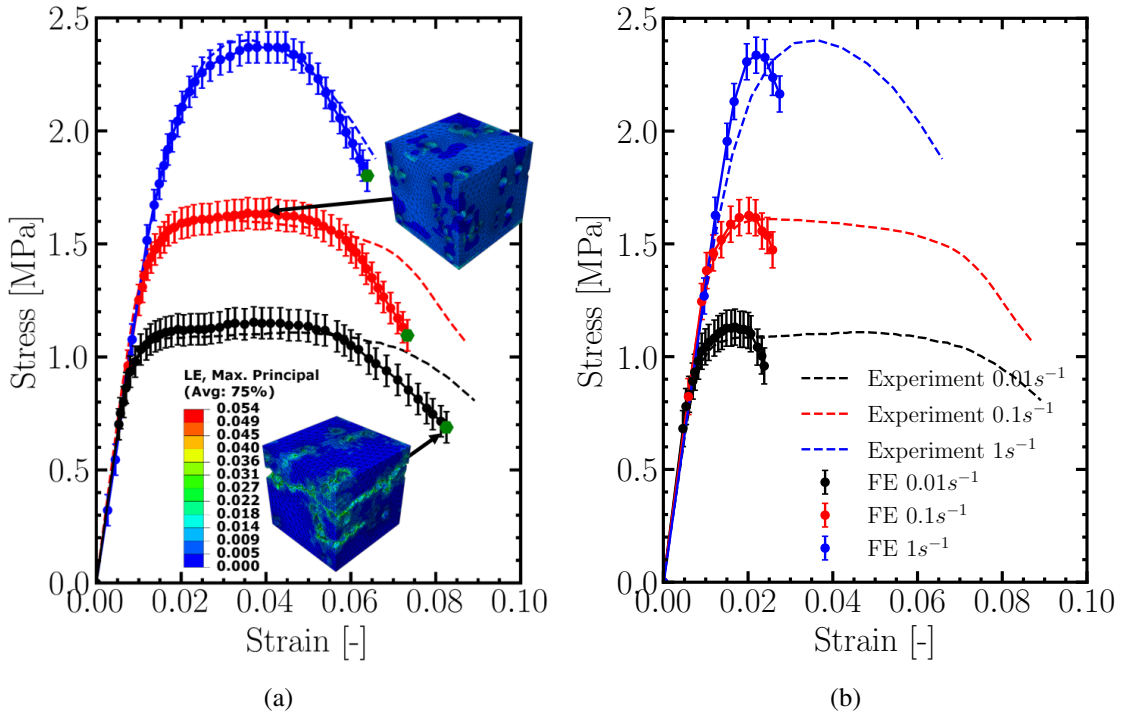 2.5
2.0
1.5
1.0
0.5
0.0
0.00 0.02 0.04 0.06 0.08 0.10
Stress [MPa]
Strain [-]
LE, Max. Principal
(Avg: 75%)
0.054
0.049
0.045
0.040
0.036
0.031
0.027
0.022
0.018
0.014
0.009
0.005
0.000
(a)
2.5
2.0
1.5
1.0
0.5
0.0
0.00 0.02 0.04 0.06 0.08 0.10
Stress [MPa]
Strain [-]
Experiment 0.01s⁻¹
Experiment 0.1s⁻¹
Experiment 1s⁻¹
FE 0.01s⁻¹
FE 0.1s⁻¹
FE 1s⁻¹
(b)